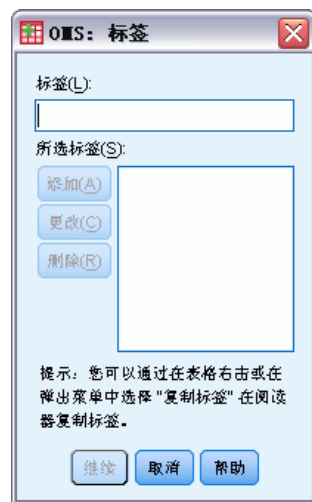 OMS：标签
标签(L):
所选标签(S):
添加(A)
更改(C)
删除(R)
提示：您可以通过在表格右击或在
弹出菜单中选择"复制标签"在阅读
器复制标签。
继续
取消
帮助